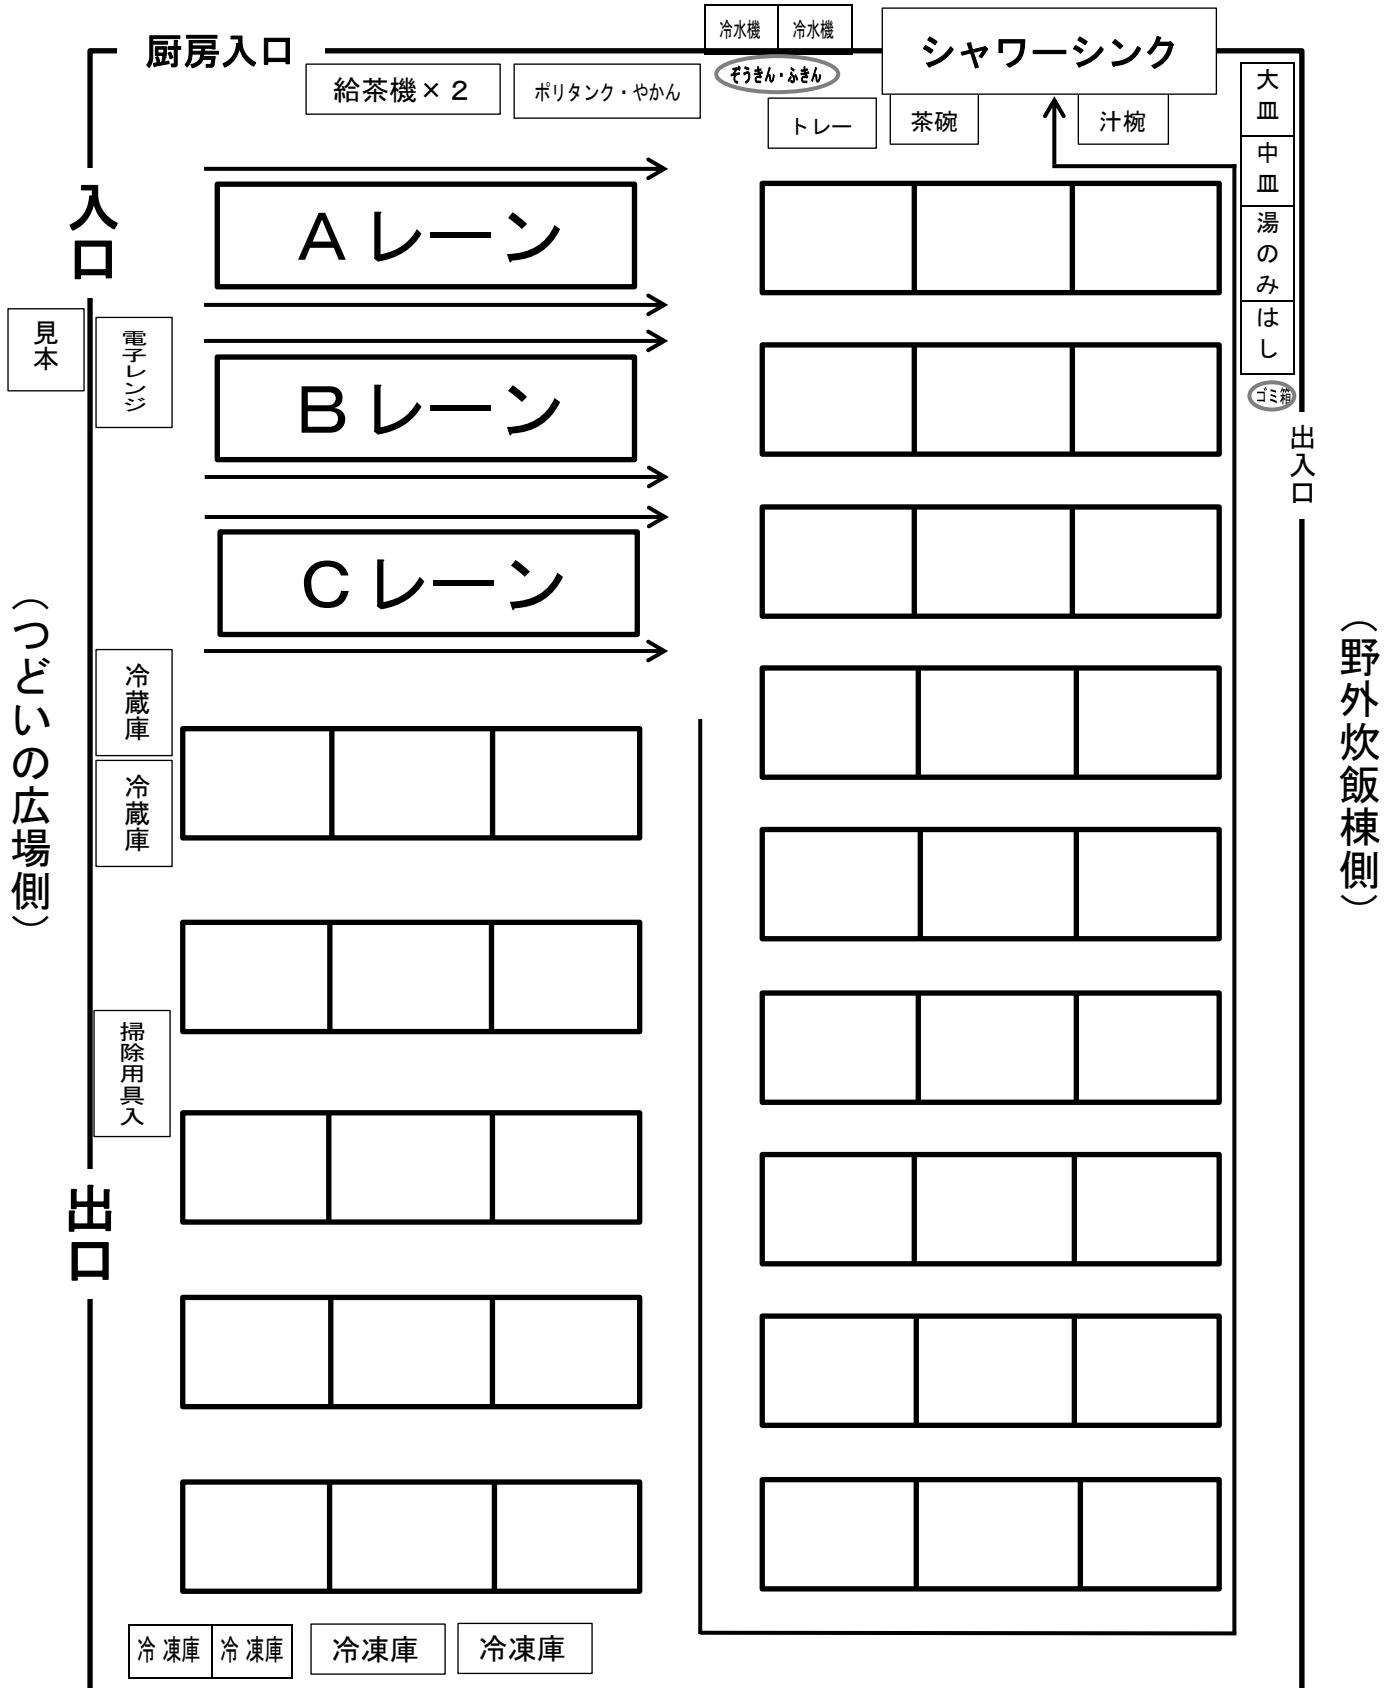 冷水機
冷水機
厨房入口
シャワーシンク
給茶機×２
ポリタンク・やかん
ぞうきん・ふきん
トレー
茶碗
汁椀
大皿
中皿
湯のみ
はし
ゴミ箱
入口
Ａレーン
見本
電子レンジ
Ｂレーン
出入口
Ｃレーン
（つどいの広場側）
（野外炊飯棟側）
冷蔵庫
冷蔵庫
掃除用具入
出口
冷凍庫
冷凍庫
冷凍庫
冷凍庫